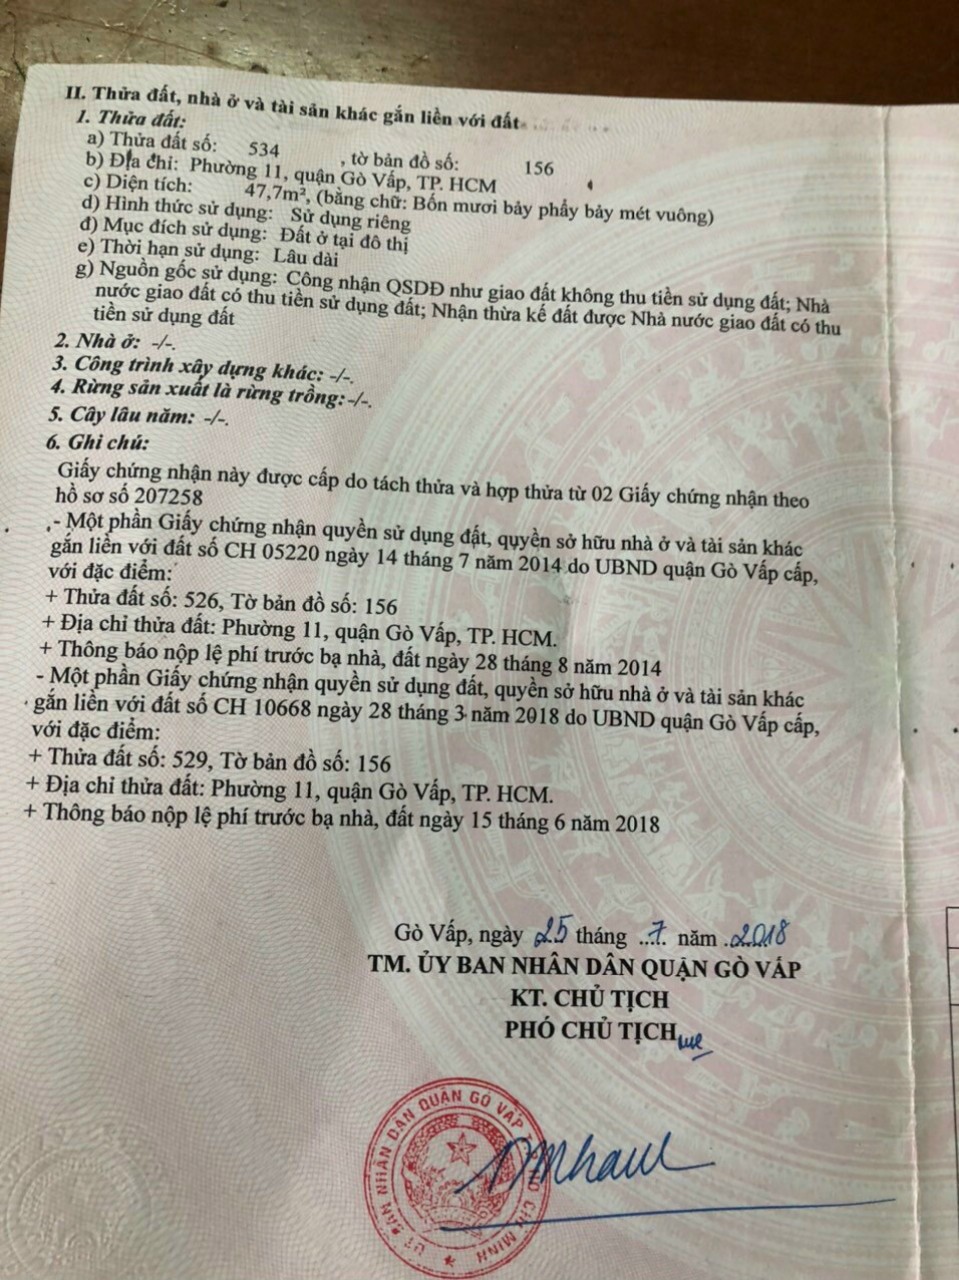 II. Thửa đất, nhà ở và tài sản khác gắn liền với đất
1. Thửa đất:
a) Thửa đất số: 534 , tờ bản đồ số: 156
b) Địa chỉ: Phường 11, quận Gò Vấp, TP. HCM
c) Diện tích: 47,7m², (bằng chữ: Bốn mươi bảy phẩy bảy mét vuông)
d) Hình thức sử dụng: Sử dụng riêng
đ) Mục đích sử dụng: Đất ở tại đô thị
e) Thời hạn sử dụng: Lâu dài
g) Nguồn gốc sử dụng: Công nhận QSDĐ như giao đất không thu tiền sử dụng đất; Nhà
nước giao đất có thu tiền sử dụng đất; Nhận thừa kế đất được Nhà nước giao đất có thu
tiền sử dụng đất
2. Nhà ở: -/-.
3. Công trình xây dựng khác: -/-.
4. Rừng sản xuất là rừng trồng: -/-.
5. Cây lâu năm: -/-.
6. Ghi chú:
Giấy chứng nhận này được cấp do tách thửa và hợp thửa từ 02 Giấy chứng nhận theo
hồ sơ số 207258
- Một phần Giấy chứng nhận quyền sử dụng đất, quyền sở hữu nhà ở và tài sản khác
gắn liền với đất số CH 05220 ngày 14 tháng 7 năm 2014 do UBND quận Gò Vấp cấp,
với đặc điểm:
+ Thửa đất số: 526, Tờ bản đồ số: 156
+ Địa chỉ thửa đất: Phường 11, quận Gò Vấp, TP. HCM.
+ Thông báo nộp lệ phí trước bạ nhà, đất ngày 28 tháng 8 năm 2014
- Một phần Giấy chứng nhận quyền sử dụng đất, quyền sở hữu nhà ở và tài sản khác
gắn liền với đất số CH 10668 ngày 28 tháng 3 năm 2018 do UBND quận Gò Vấp cấp,
với đặc điểm:
+ Thửa đất số: 529, Tờ bản đồ số: 156
+ Địa chỉ thửa đất: Phường 11, quận Gò Vấp, TP. HCM.
+ Thông báo nộp lệ phí trước bạ nhà, đất ngày 15 tháng 6 năm 2018
Gò Vấp, ngày 25 tháng ..7. năm .2018
TM. ỦY BAN NHÂN DÂN QUẬN GÒ VẤP
KT. CHỦ TỊCH
PHÓ CHỦ TỊCH
ỦY BAN NHÂN DÂN QUẬN GÒ VẤP
CHÍ MINH